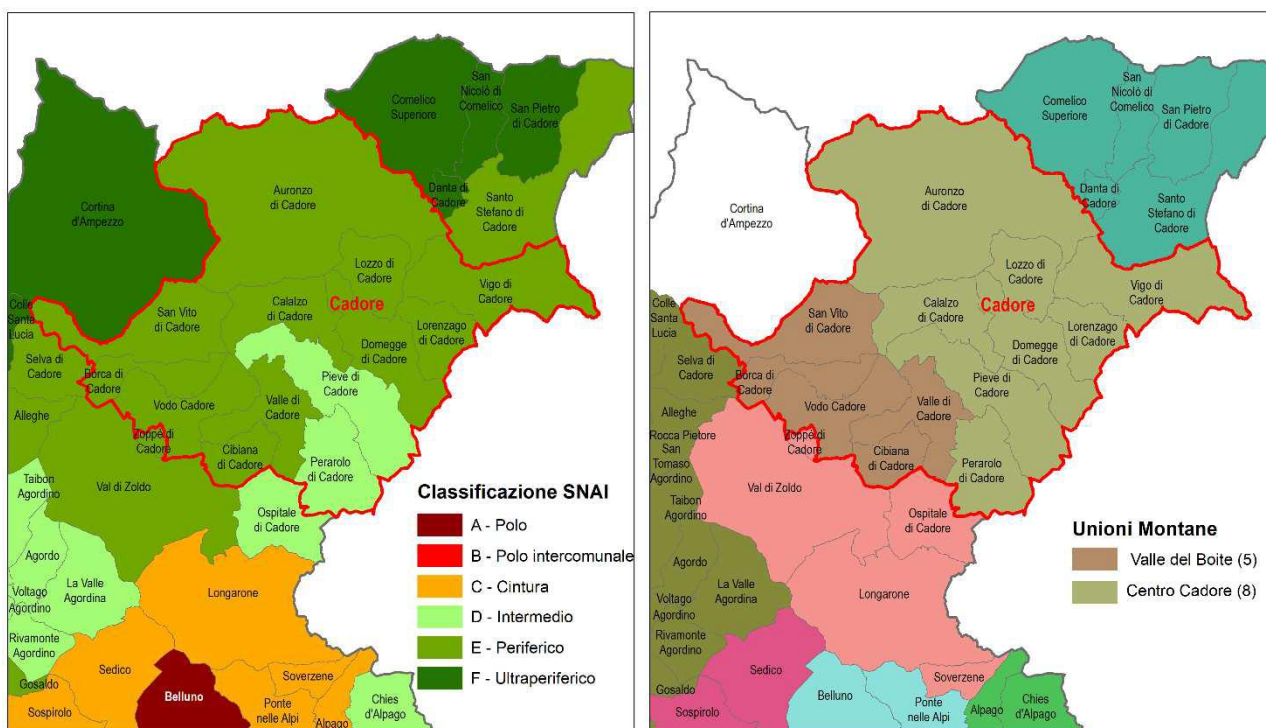 Comelico
Superiore
San
Nicolò di
Comelico
San Pietro
di Cadore
Cortina
d'Ampezzo
Auronzo
di Cadore
Danta di
Cadore
Santo
Stefano di
Cadore
Lozzo di
Cadore
Cadore
Vigo di
Cadore
Colle
Santa
Lucia
San Vito
di Cadore
Calalzo
di Cadore
Lorenzago
di Cadore
Domegge
di Cadore
Selva di
Cadore
Borca di
Cadore
Pieve di
Cadore
Vodo Cadore
Valle di
Cadore
Alleghe
Zoppè di
Cadore
Cibiana di
Cadore
Perarolo
di Cadore
Taibon
Agordino
Val di Zoldo
Ospitale
di Cadore
Agordo
La Valle
Agordina
Voltago
Agordino
Longarone
Rivamonte
Agordino
Gosaldo
Sedico
Sospirolo
Belluno
Soverzene
Ponte
nelle Alpi
Alpago
Chies
d'Alpago
Classificazione SNAI
A - Polo
B - Polo intercomunale
C - Cintura
D - Intermedio
E - Periferico
F - Ultraperiferico
Comelico
Superiore
San
Nicolò di
Comelico
San Pietro
di Cadore
Cortina
d'Ampezzo
Auronzo
di Cadore
Danta di
Cadore
Santo
Stefano di
Cadore
Lozzo di
Cadore
Cadore
Vigo di
Cadore
Colle
Santa
Lucia
San Vito
di Cadore
Calalzo
di Cadore
Lorenzago
di Cadore
Domegge
di Cadore
Selva di
Cadore
Borca di
Cadore
Pieve di
Cadore
Vodo Cadore
Valle di
Cadore
Alleghe
Rocca Pietore
San
Tomaso
Agordino
Zoppè di
Cadore
Cibiana di
Cadore
Perarolo
di Cadore
Val di Zoldo
Taibon
Agordino
Ospitale
di Cadore
Agordo
La Valle
Agordina
Voltago
Agordino
Longarone
Rivamonte
Agordino
Gosaldo
Sedico
Sospirolo
Belluno
Soverzene
Ponte
nelle Alpi
Alpago
Chies
d'Alpago
Unioni Montane
Valle del Boite (5)
Centro Cadore (8)